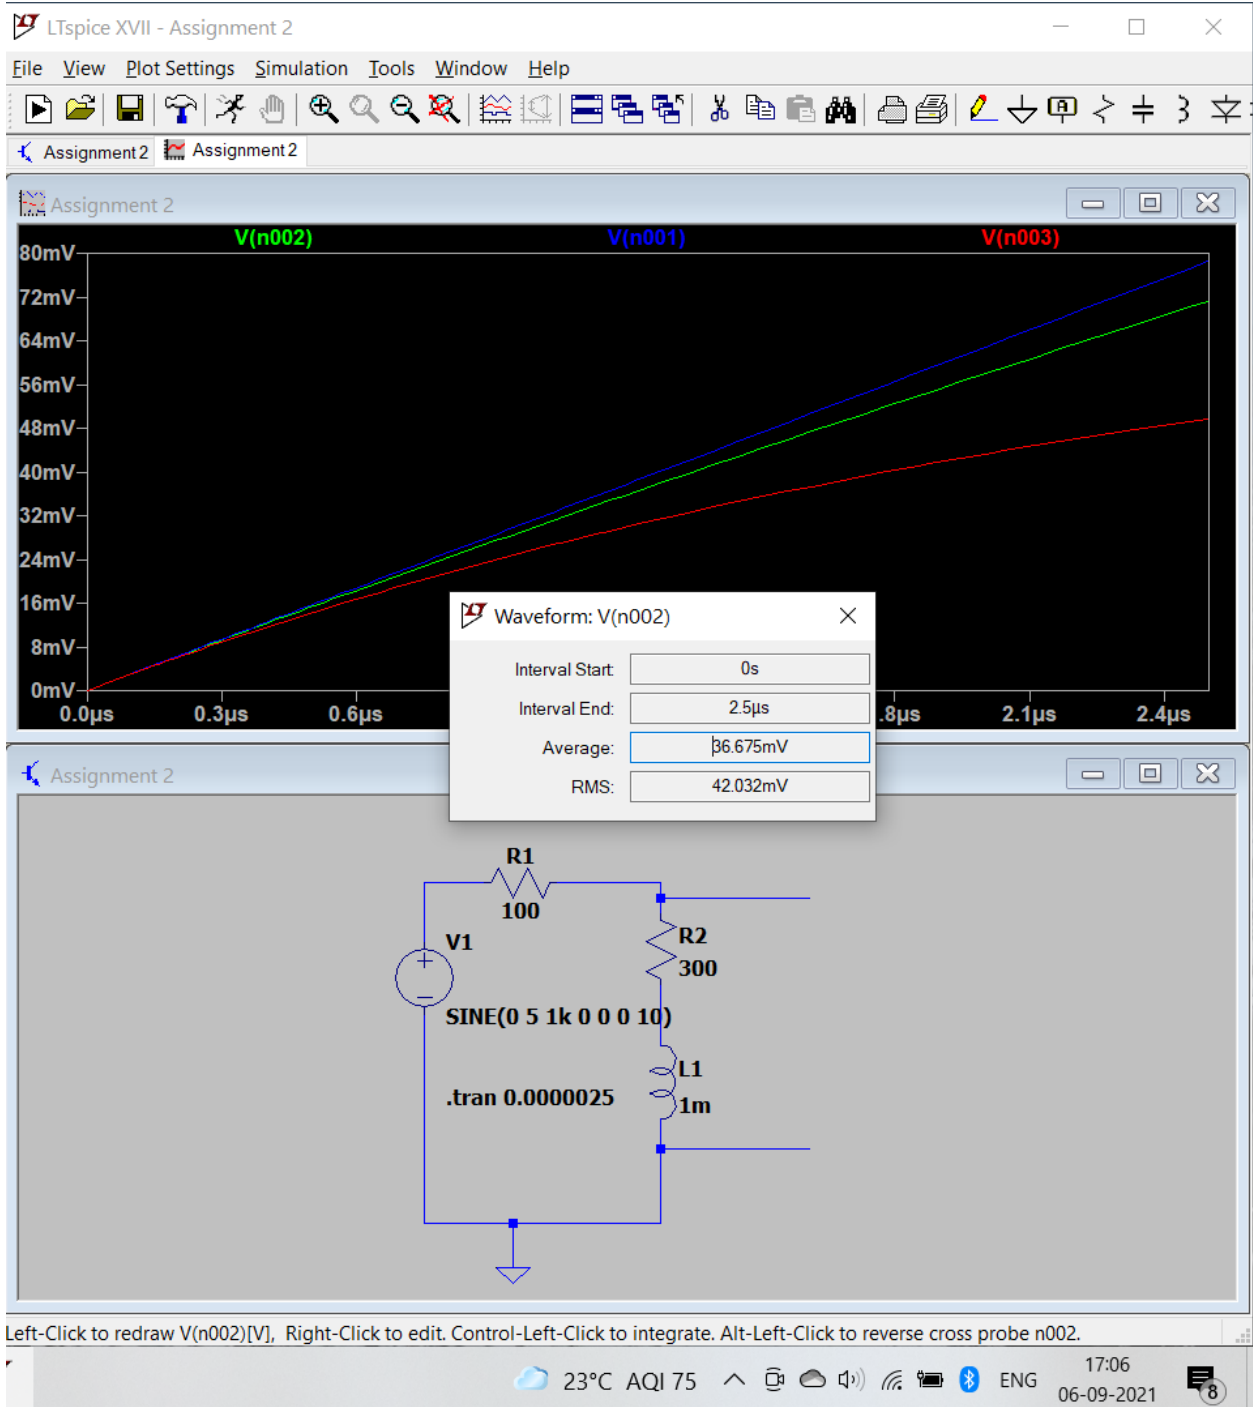 LTspice XVII - Assignment 2
File View Plot Settings Simulation Tools Window Help
Assignment 2 Assignment 2
Assignment 2
V(n002) V(n001) V(n003)
80mV
72mV
64mV
56mV
48mV
40mV
32mV
24mV
16mV
8mV
0mV
0.0µs 0.3µs 0.6µs .8µs 2.1µs 2.4µs
Waveform: V(n002)
Interval Start: 0s
Interval End: 2.5µs
Average: 36.675mV
RMS: 42.032mV
Assignment 2
R1
100
V1
R2
300
SINE(0 5 1k 0 0 0 10)
L1
.tran 0.0000025
1m
Left-Click to redraw V(n002)[V], Right-Click to edit. Control-Left-Click to integrate. Alt-Left-Click to reverse cross probe n002.
23°C AQI 75 ENG 17:06
06-09-2021 8